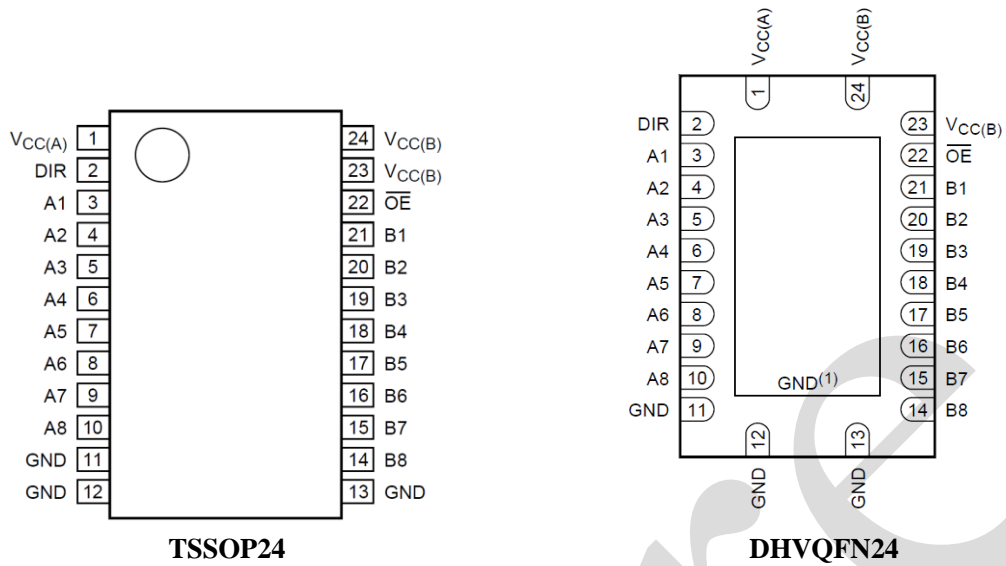 VCC(A) 1
DIR 2
A1 3
A2 4
A3 5
A4 6
A5 7
A6 8
A7 9
A8 10
GND 11
GND 12
24 VCC(B)
23 VCC(B)
22 OE
21 B1
20 B2
19 B3
18 B4
17 B5
16 B6
15 B7
14 B8
13 GND
TSSOP24
VCC(A)
VCC(B)
1
24
DIR 2
A1 3
A2 4
A3 5
A4 6
A5 7
A6 8
A7 9
A8 10
GND 11
23 VCC(B)
22 OE
21 B1
20 B2
19 B3
18 B4
17 B5
16 B6
15 B7
14 B8
GND(1)
12
13
GND
GND
DHVQFN24